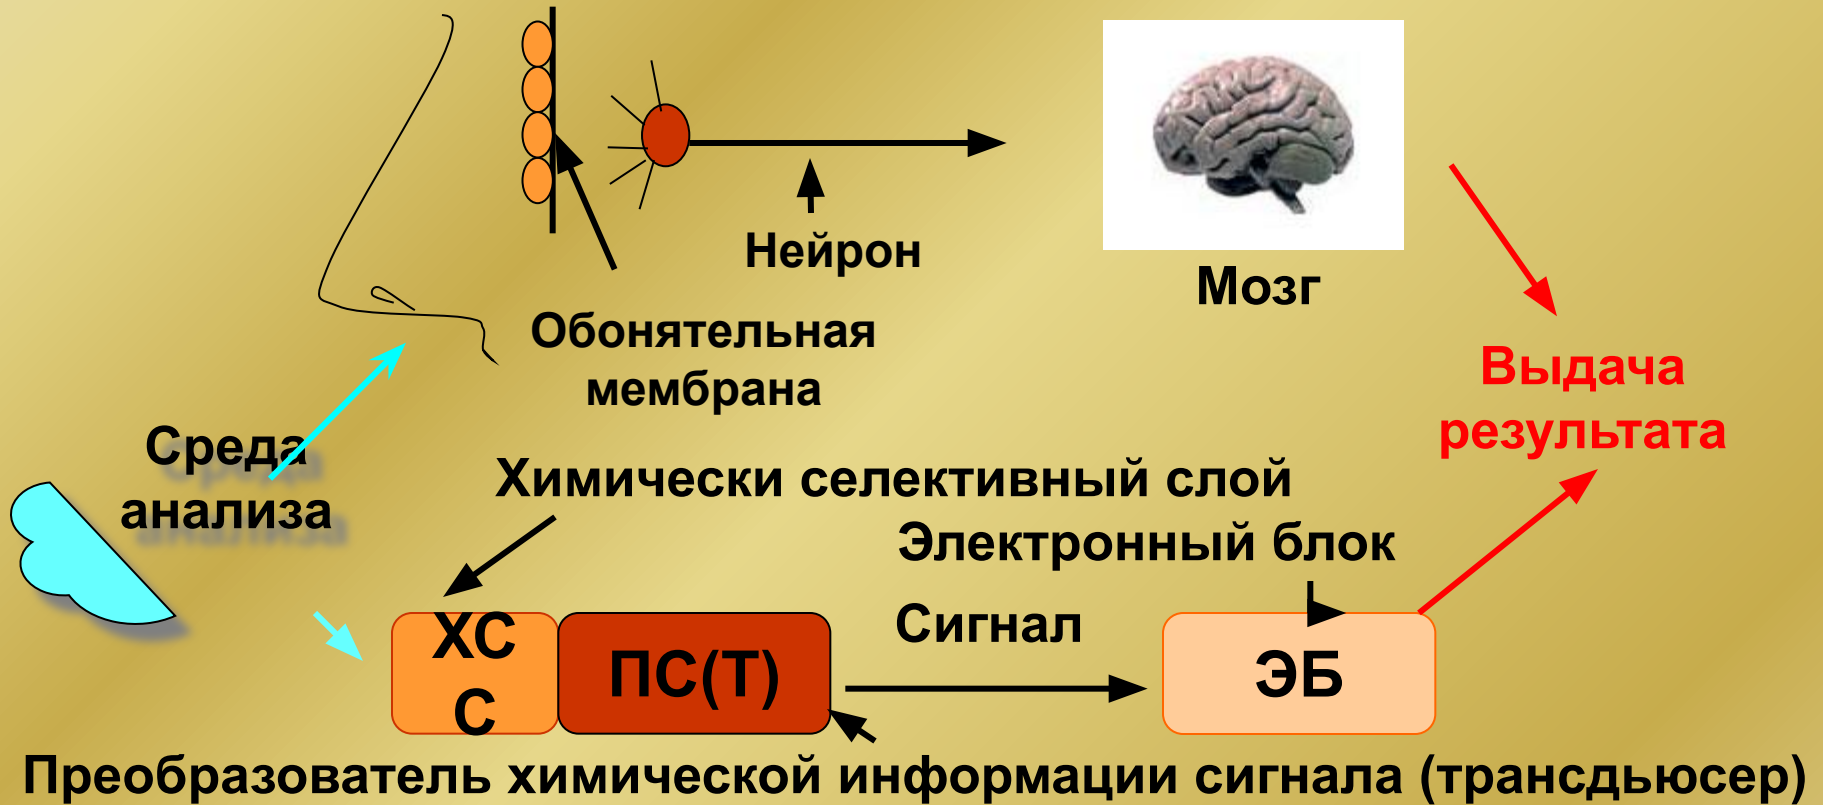 Нейрон
Мозг
Обонятельная
мембрана
Выдача
результата
Среда
анализа
Химически селективный слой
Электронный блок
Сигнал
ХС
С
ПС(Т)
ЭБ
Преобразователь химической информации сигнала (трансдьюсер)